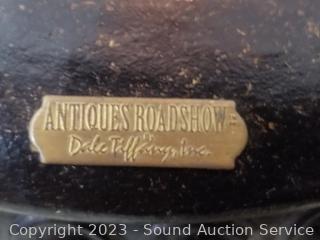 ANTIQUES ROADSHOW
Dale Tiffany, Inc.
Copyright 2023 - Sound Auction Service